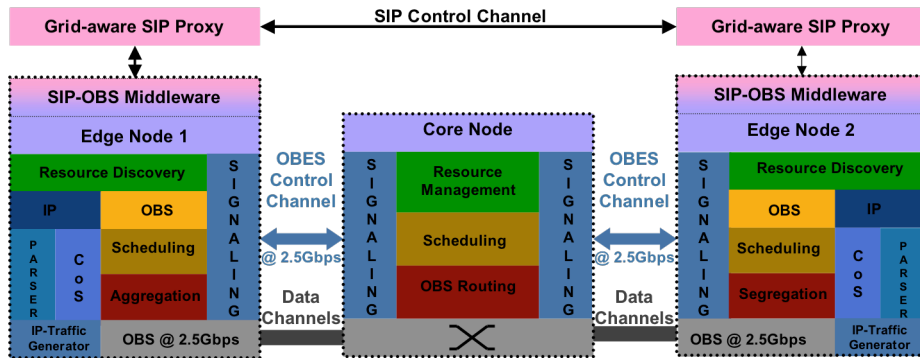 SIP Control Channel
Grid-aware SIP Proxy
Grid-aware SIP Proxy
SIP-OBS Middleware
Edge Node 1
Resource Discovery
IP
OBS
PARSER
CoS
Scheduling
Aggregation
SIGNALING
IP-Traffic
Generator
OBS @ 2.5Gbps
OBES
Control
Channel
@ 2.5Gbps
Data
Channels
Core Node
SIGNALING
Resource
Management
Scheduling
OBS Routing
SIGNALING
OBES
Control
Channel
@ 2.5Gbps
Data
Channels
SIP-OBS Middleware
Edge Node 2
SIGNALING
Resource Discovery
OBS
IP
Scheduling
Segregation
CoS
PARSER
OBS @ 2.5Gbps
IP-Traffic
Generator